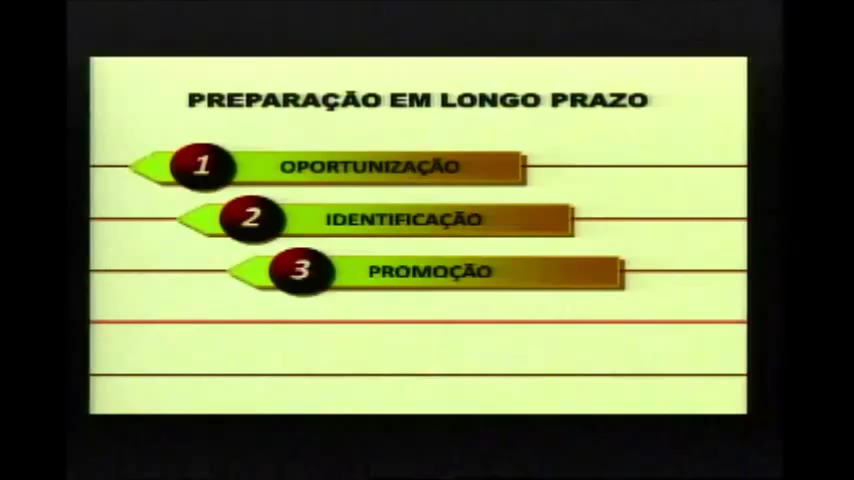 PREPARAÇÃO EM LONGO PRAZO
1 OPORTUNIZAÇÃO
2 IDENTIFICAÇÃO
3 PROMOÇÃO